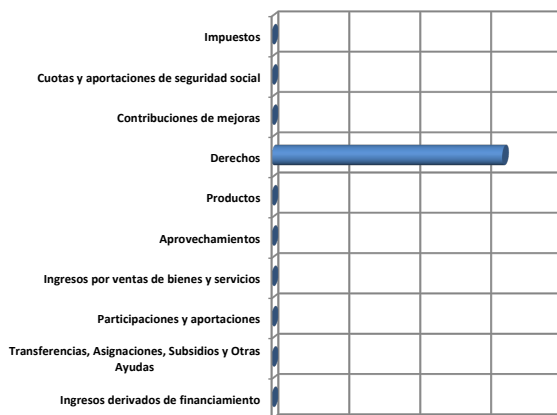 Impuestos
Cuotas y aportaciones de seguridad social
Contribuciones de mejoras
Derechos
Productos
Aprovechamientos
Ingresos por ventas de bienes y servicios
Participaciones y aportaciones
Transferencias, Asignaciones, Subsidios y Otras
Ayudas
Ingresos derivados de financiamiento